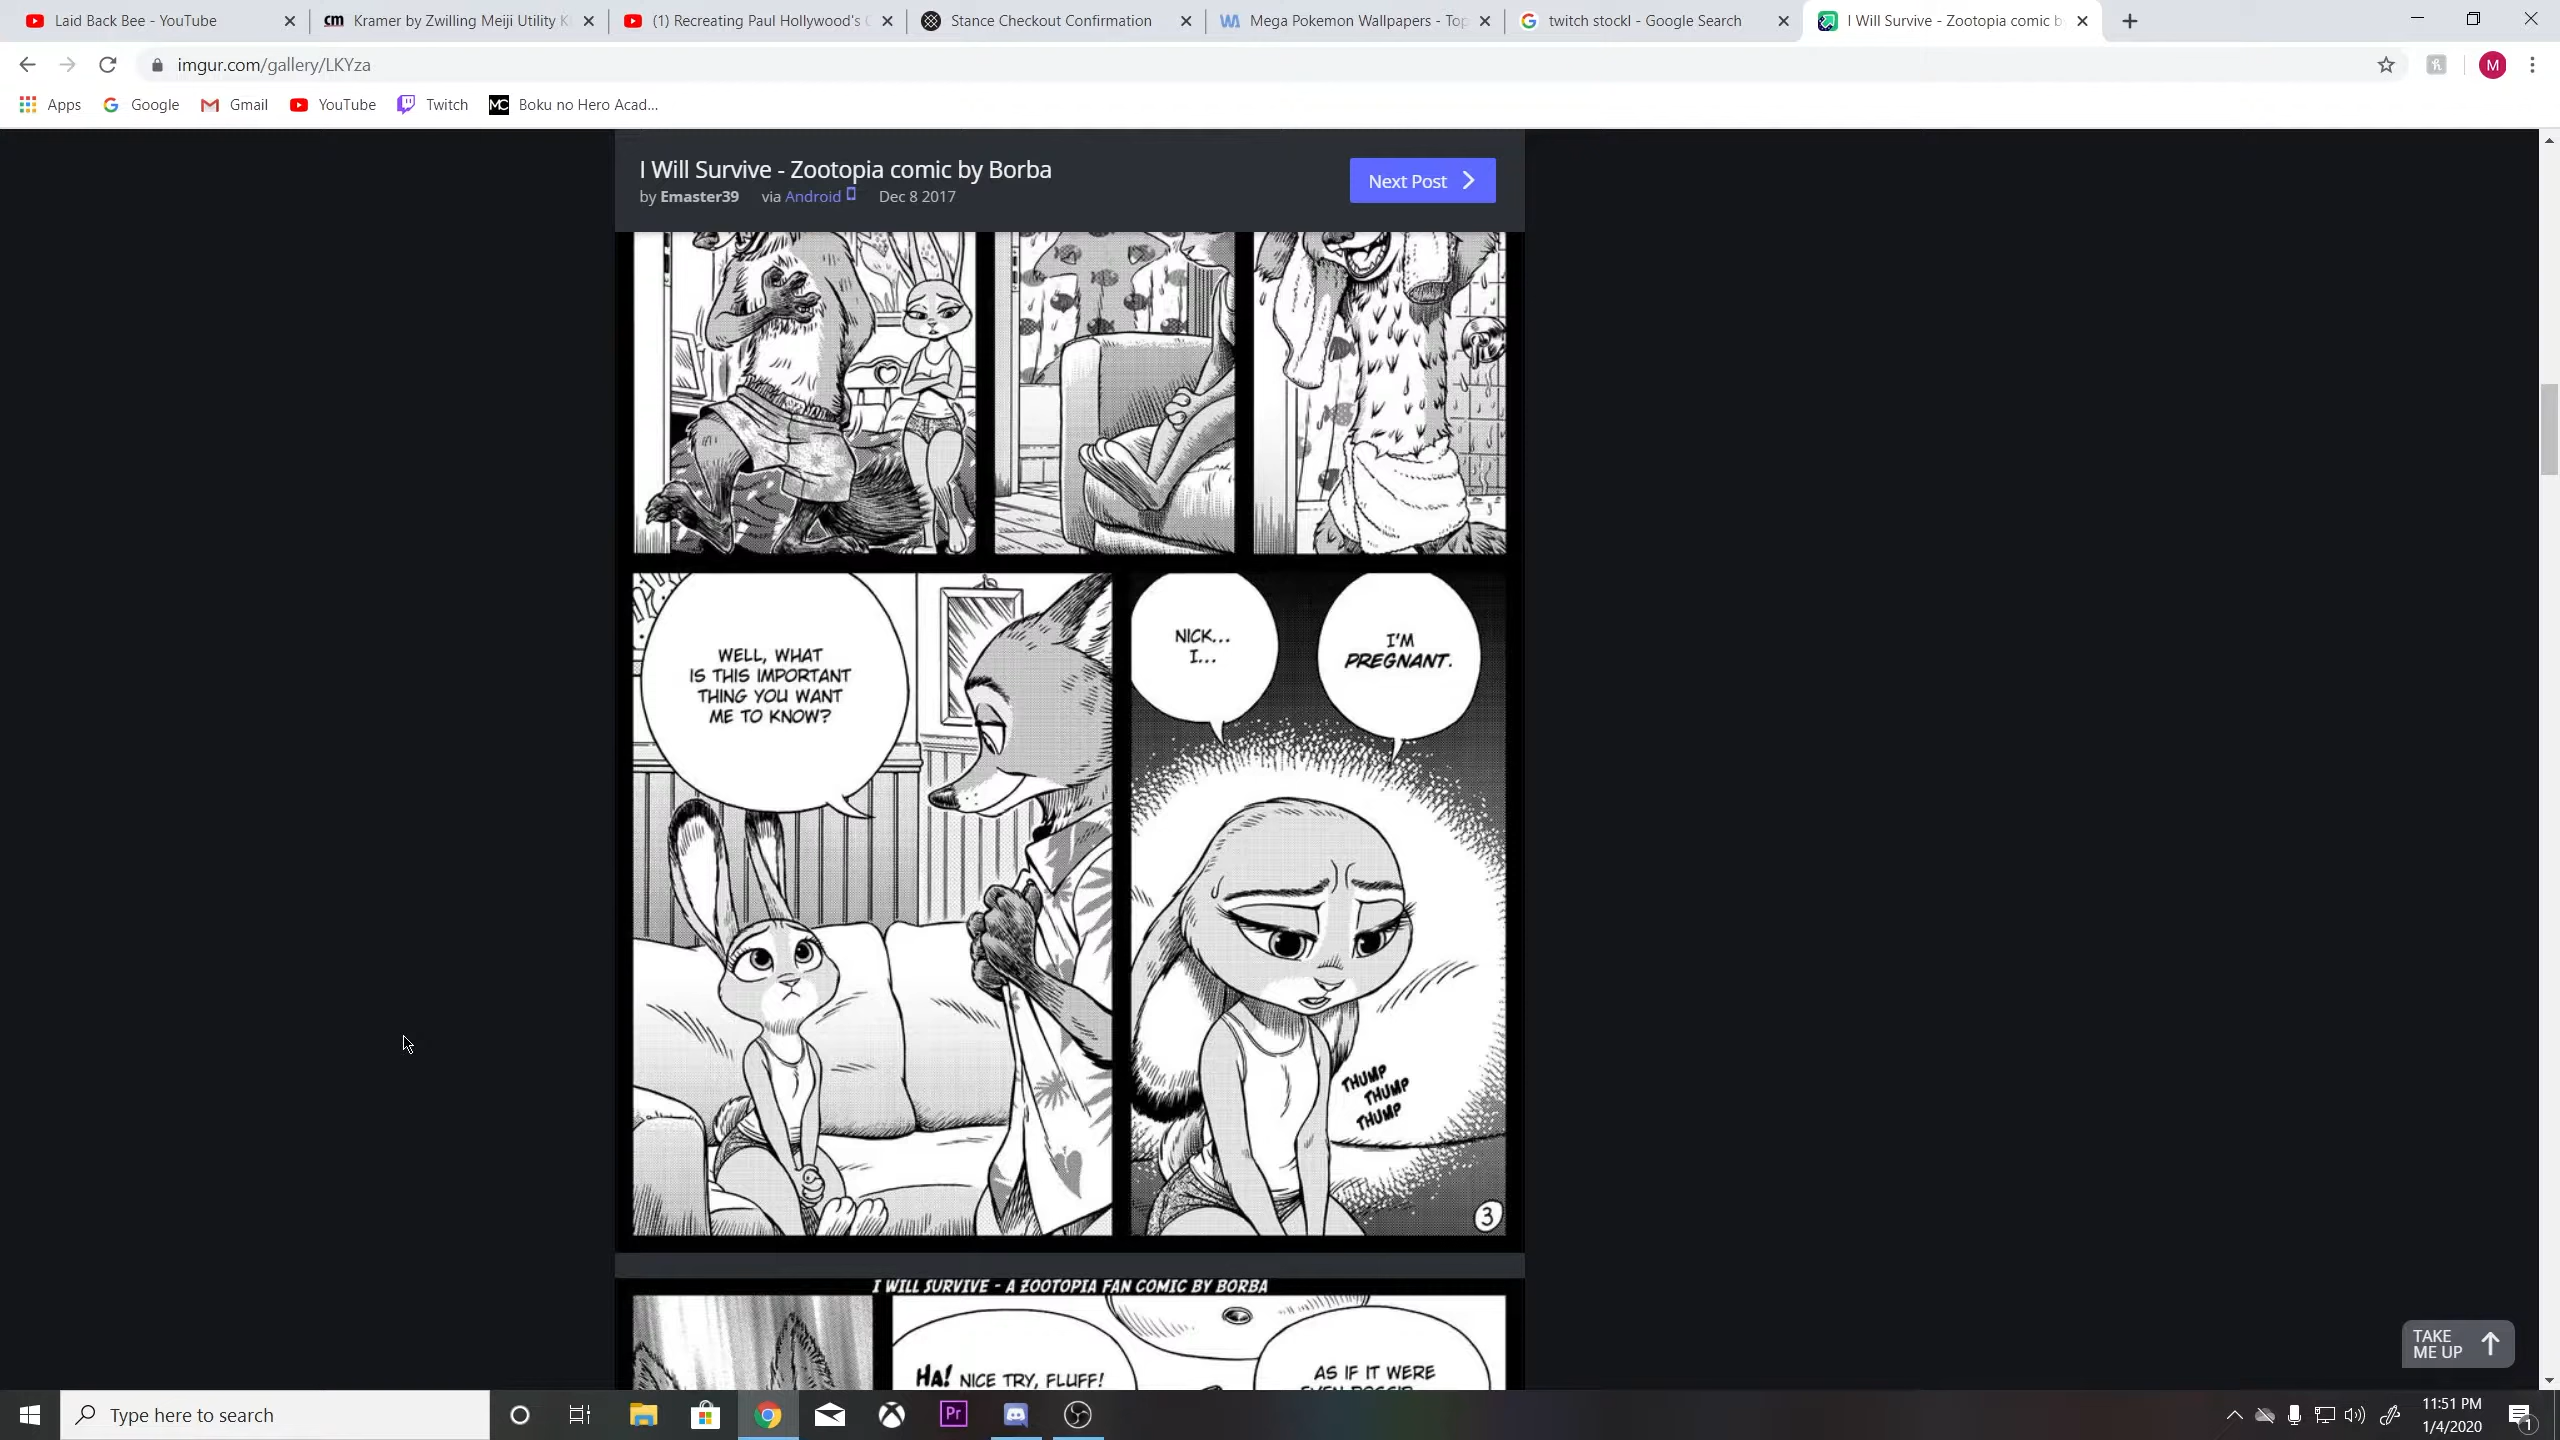 Laid Back Bee - YouTube
Kramer by Zwilling Meiji Utility K
(1) Recreating Paul Hollywood's C
Stance Checkout Confirmation
Mega Pokemon Wallpapers - Top
twitch stockl - Google Search
I Will Survive - Zootopia comic b
imgur.com/gallery/LKYza
M
Apps
Google
Gmail
YouTube
Twitch
MC
Boku no Hero Acad...
I Will Survive - Zootopia comic by Borba
by Emaster39 via Android Dec 8 2017
Next Post
WELL, WHAT
IS THIS IMPORTANT
THING YOU WANT
ME TO KNOW?
NICK...
I...
I'M
PREGNANT.
THUMP
THUMP
THUMP
3
I WILL SURVIVE - A ZOOTOPIA FAN COMIC BY BORBA
HA! NICE TRY, FLUFF!
AS IF IT WERE
TAKE
ME UP
Type here to search
Pr
11:51 PM
1/4/2020
1